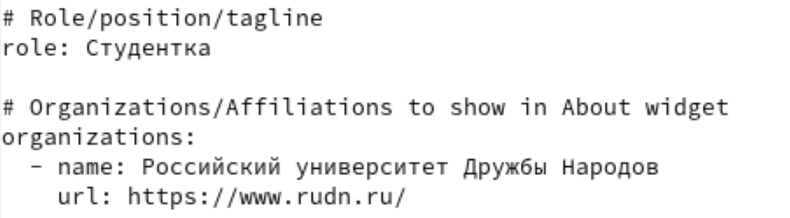 # Role/position/tagline
role: Студентка
# Organizations/Affiliations to show in About widget
organizations:
- name: Российский университет Дружбы Народов
url: https://www.rudn.ru/